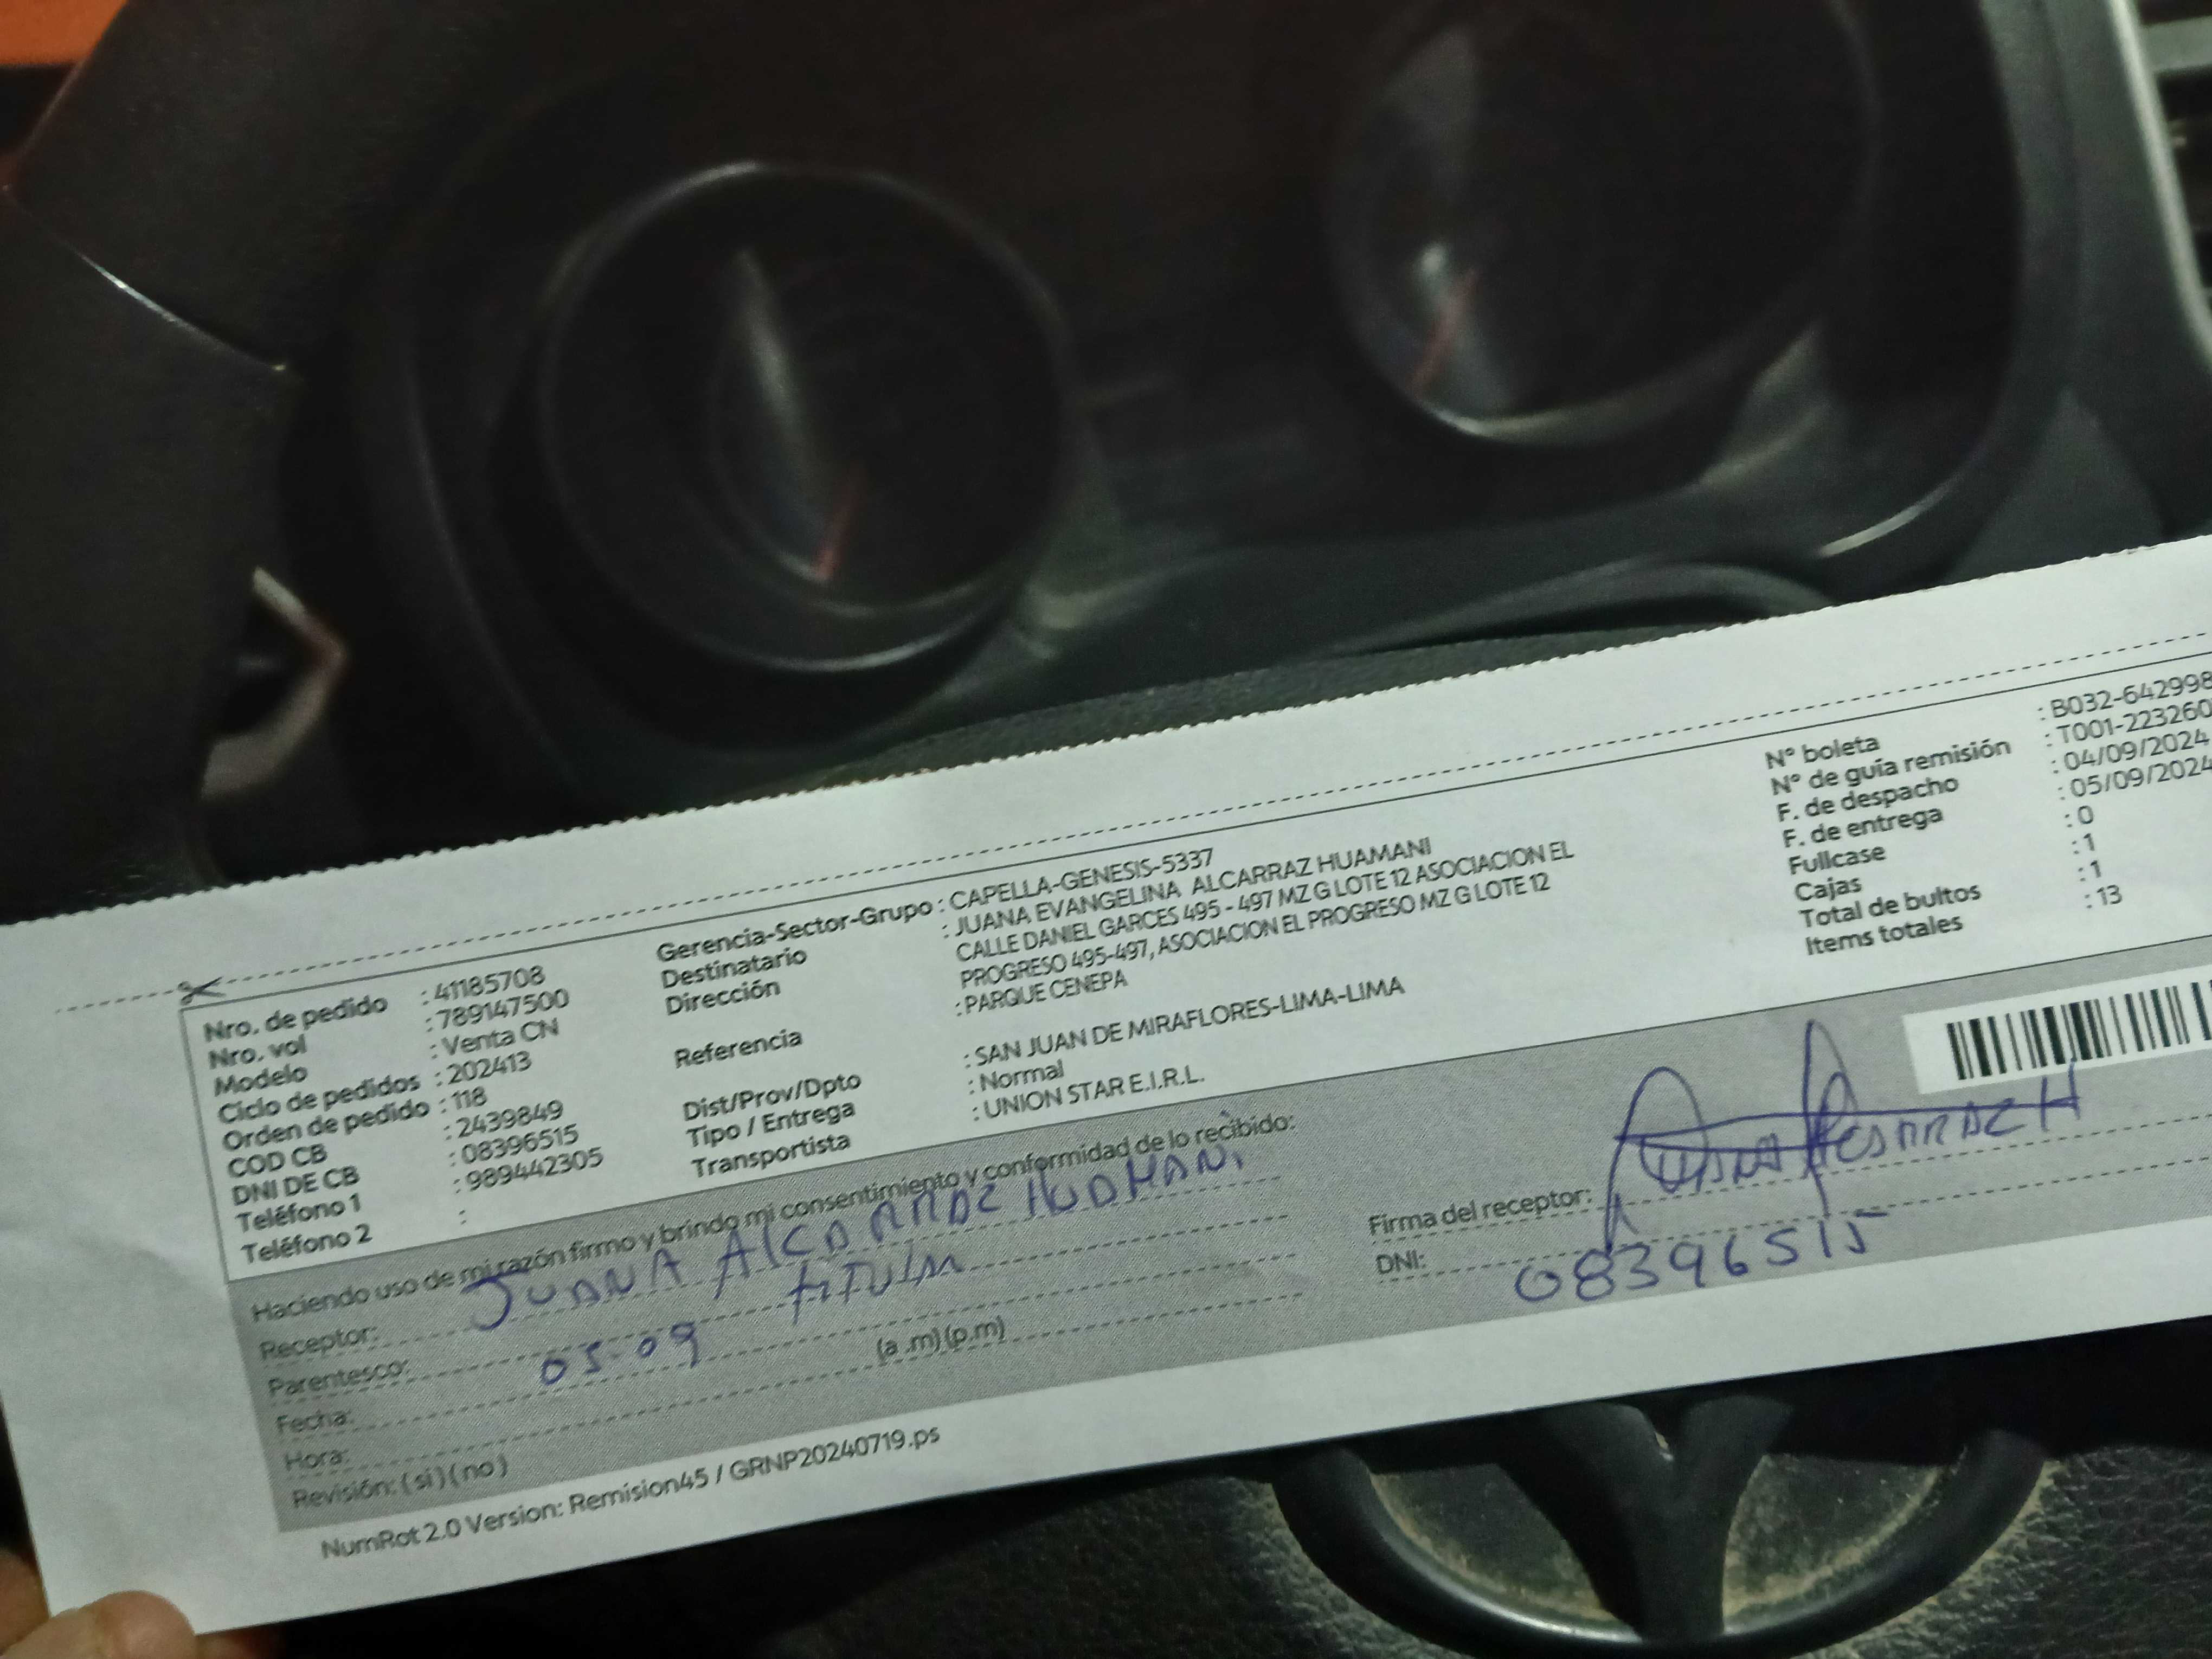 Nro. de pedido : 41185708
Nro. vol : 789147500
Modelo : Venta CN
Ciclo de pedidos : 202413
Orden de pedido : 118
COD CB : 2439849
DNI DE CB : 08396515
Teléfono 1 : 989442305
Teléfono 2 :
Gerencia-Sector-Grupo : CAPELLA-GENESIS-5337
Destinatario : JUANA EVANGELINA ALCARRAZ HUAMANI
Dirección CALLE DANIEL GARCES 495 - 497 MZ G LOTE 12 ASOCIACION EL
PROGRESO 495-497, ASOCIACION EL PROGRESO MZ G LOTE 12
Referencia : PARQUE CENEPA
Dist/Prov/Dpto : SAN JUAN DE MIRAFLORES-LIMA-LIMA
Tipo / Entrega : Normal
Transportista : UNION STAR E.I.R.L.
N° boleta : B032-642998
N° de guía remisión : T001-223260
F. de despacho : 04/09/2024
F. de entrega : 05/09/2024
Fullcase : 0
Cajas : 1
Total de bultos : 1
Items totales : 13
Haciendo uso de mi razón firmo y brindo mi consentimiento y conformidad de lo recibido:
Receptor: JUANA AlCARRAZ HUAMANi
Parentesco: titular
Fecha: 05-09
Hora: (a .m) (p.m)
Revisión: ( si ) ( no )
Firma del receptor:
DNI: 08396515
NumRot 2.0 Version: Remision45 / GRNP20240719.ps